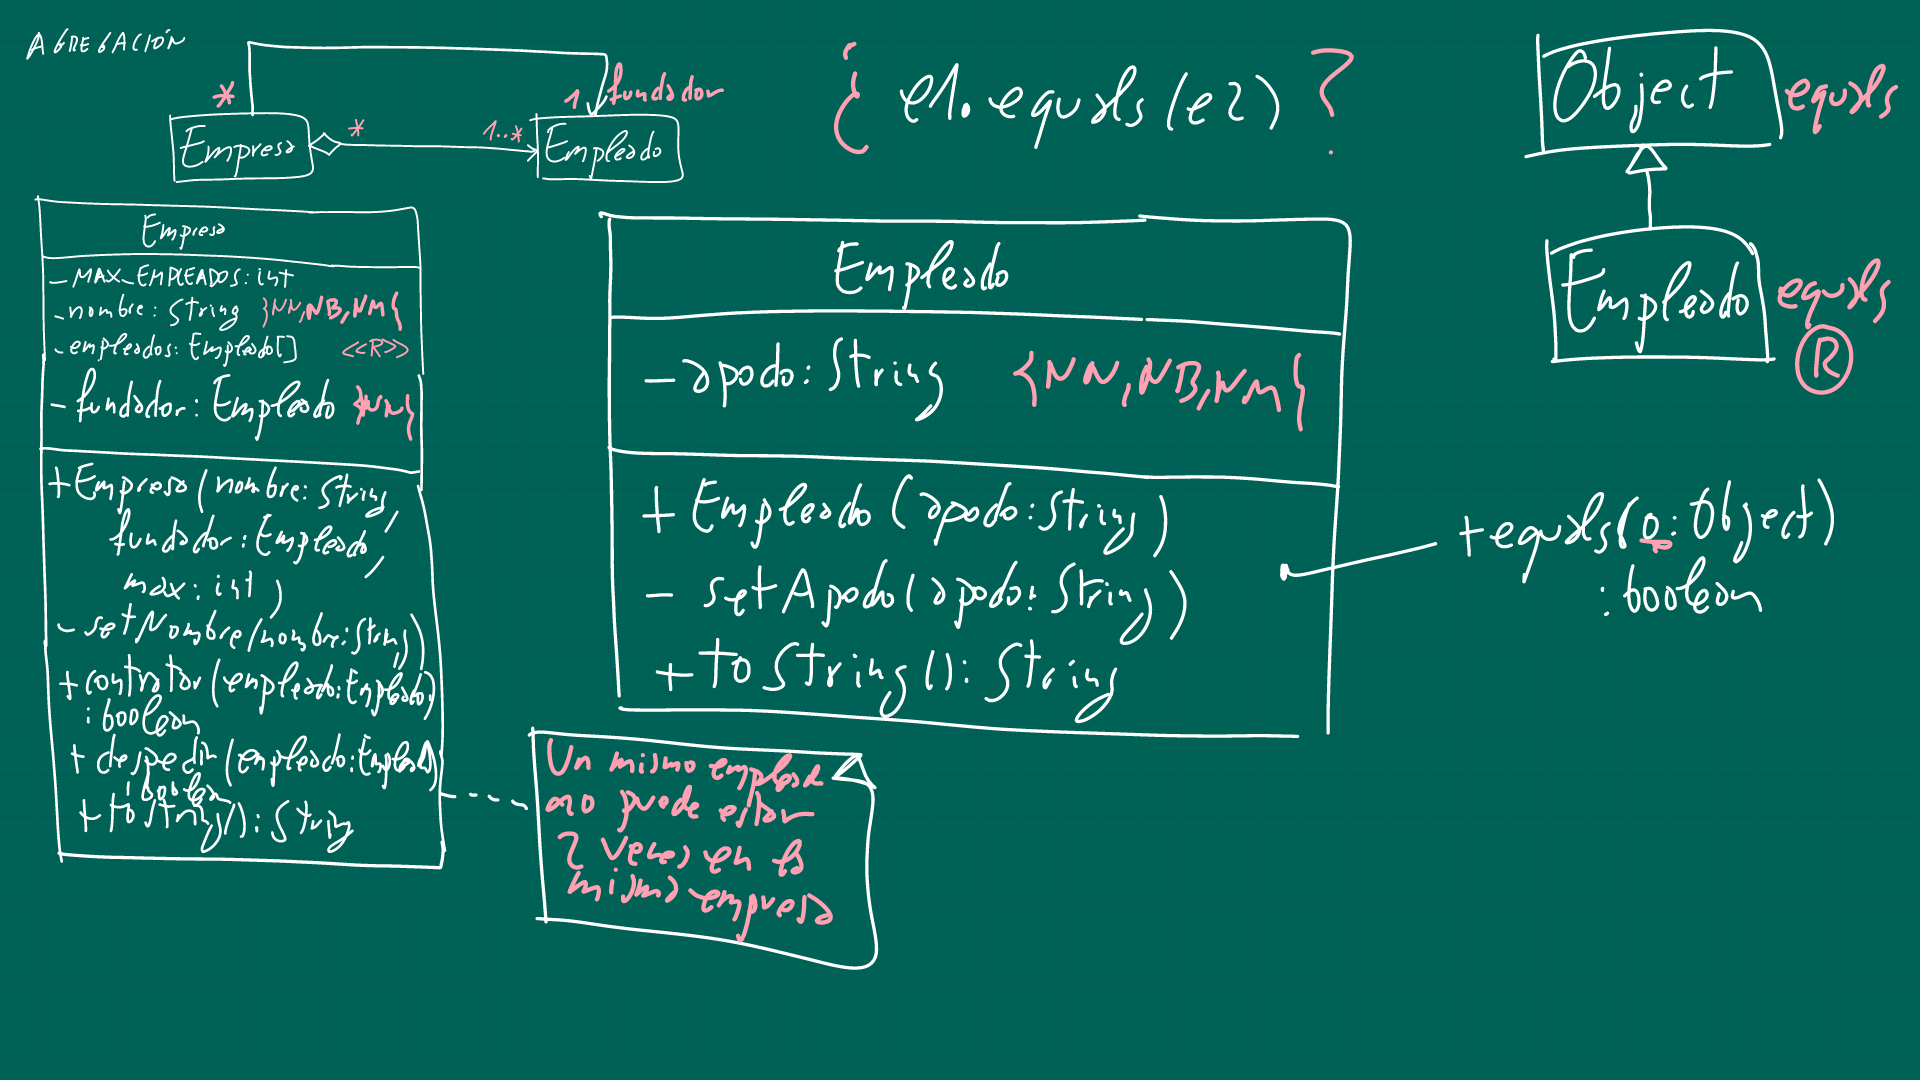 AGREGACIÓN
* 1 fundador
Empresa * 1..* Empleado
¿ e1.equals(e2) ?
Object equals
Empleado equals
R
Empresa
- MAX_EMPLEADOS: int
- nombre: String }NN,NB,NM{
- empleados: Empleado[] <<R>>
- fundador: Empleado }NN{
+ Empresa(nombre: String,
fundador: Empleado,
max: int)
- setNombre(nombre: String)
+ contratar(empleado: Empleado)
: boolean
+ despedir(empleado: Empleado)
: boolean
+ toString(): String
Empleado
- apodo: String {NN,NB,NM}
+ Empleado(apodo: String)
- setApodo(apodo: String)
+ toString(): String
+ equals(o: Object)
: boolean
Un mismo empleado
no puede estar
2 veces en la
misma empresa